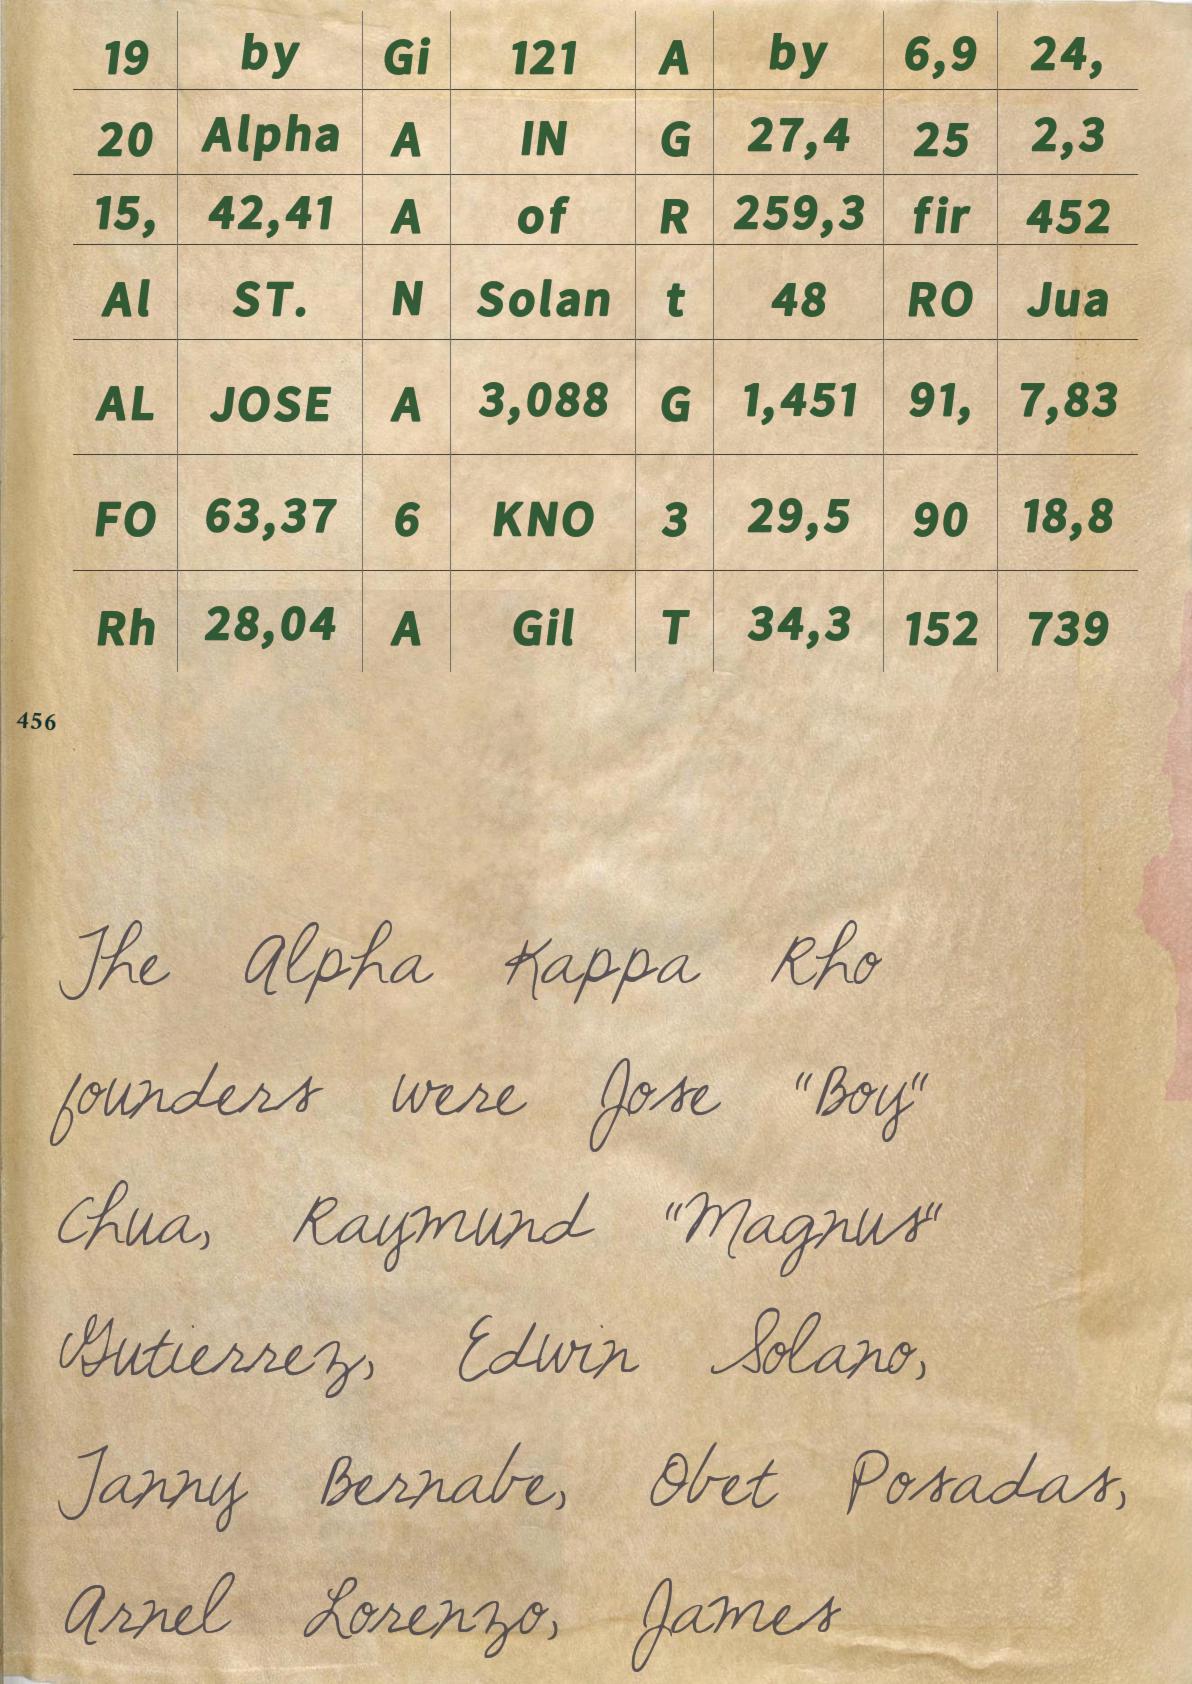 19 by Gi 121 A by 6,9 24,
20 Alpha A IN G 27,4 25 2,3
15, 42,41 A of R 259,3 fir 452
Al ST. N Solan t 48 RO Jua
AL JOSE A 3,088 G 1,451 91, 7,83
FO 63,37 6 KNO 3 29,5 90 18,8
Rh 28,04 A Gil T 34,3 152 739
456
The Alpha Kappa Rho
founders were Jose "Boy"
Chua, Raymund "Magnus"
Gutierrez, Edwin Solano,
Tanny Bernabe, Obet Posadas,
Arnel Lorenzo, James